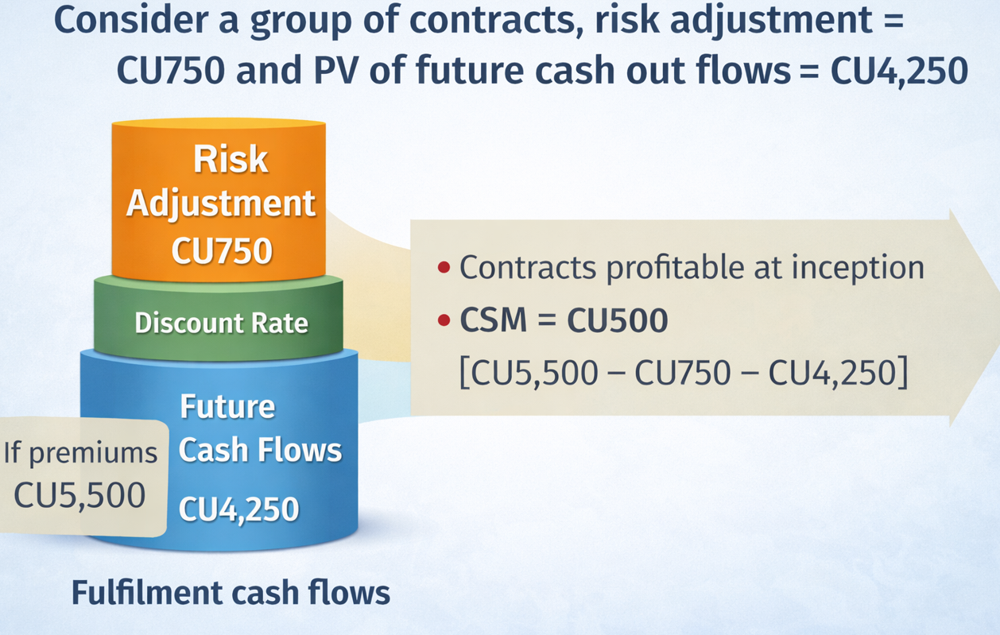 Consider a group of contracts, risk adjustment =
CU750 and PV of future cash out flows = CU4,250
Risk
Adjustment
CU750
Discount Rate
Future
Cash Flows
CU4,250
If premiums
CU5,500
Fulfilment cash flows
• Contracts profitable at inception
• CSM = CU500
[CU5,500 – CU750 – CU4,250]